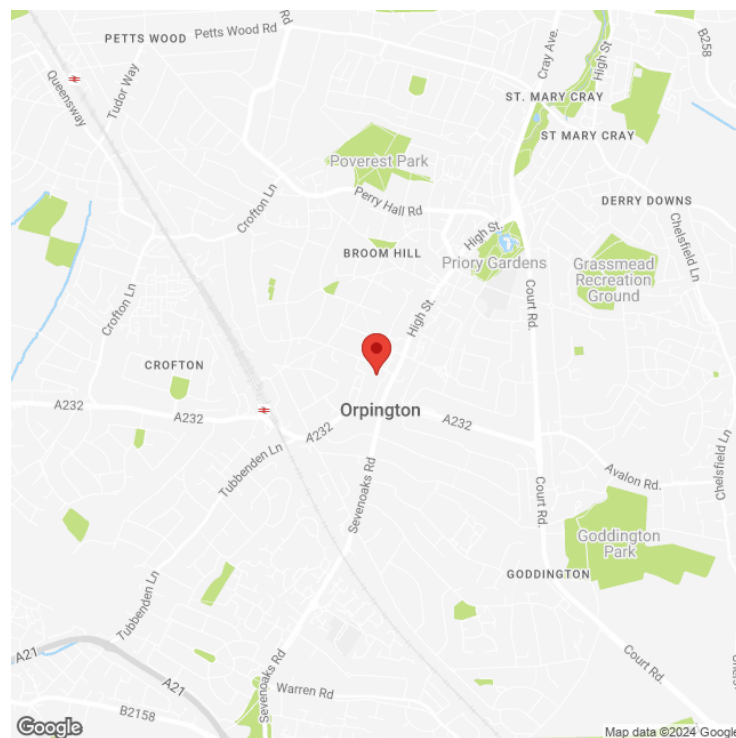 Petts Wood Rd
Rd
PETTS WOOD
Cray Ave.
High St
B258
Queensway
Tudor Way
ST. MARY CRAY
ST MARY CRAY
Poverest Park
Perry Hall Rd
Crofton Ln
DERRY DOWNS
Chelsfield Ln
High St.
BROOM HILL
Priory Gardens
Grassmead
Recreation
Ground
Crofton Ln
Court Rd.
High St.
CROFTON
A232
A232
Orpington
A232
A232
Tubbenden Ln
Sevenoaks Rd
Avalon Rd.
Chelsfield Ln
Court Rd.
Goddington
Park
GODDINGTON
Tubbenden Ln
A21
A21
Sevenoaks Rd
Warren Rd
Court Rd.
B2158
Google
Map data ©2024 Google